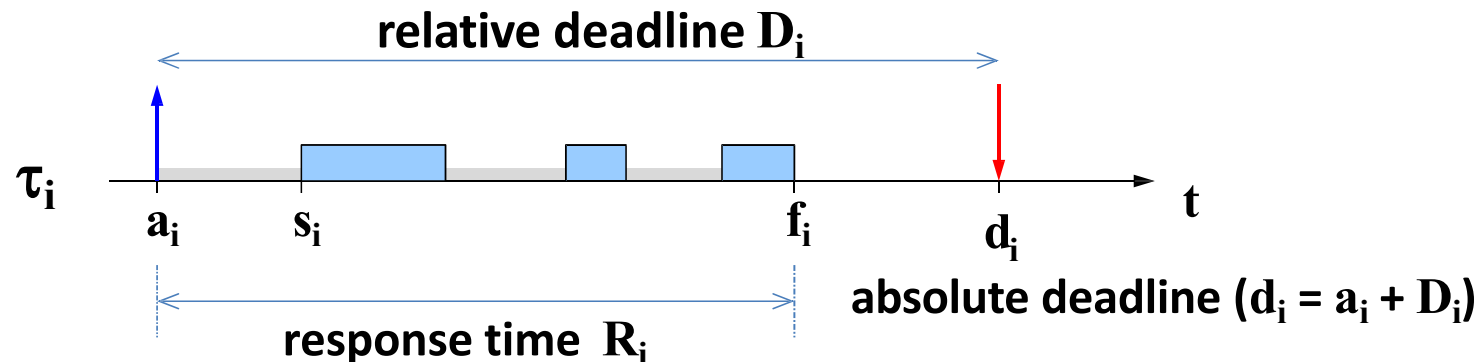 relative deadline Di
τi
ai
si
fi
di
t
absolute deadline (di = ai + Di)
response time Ri